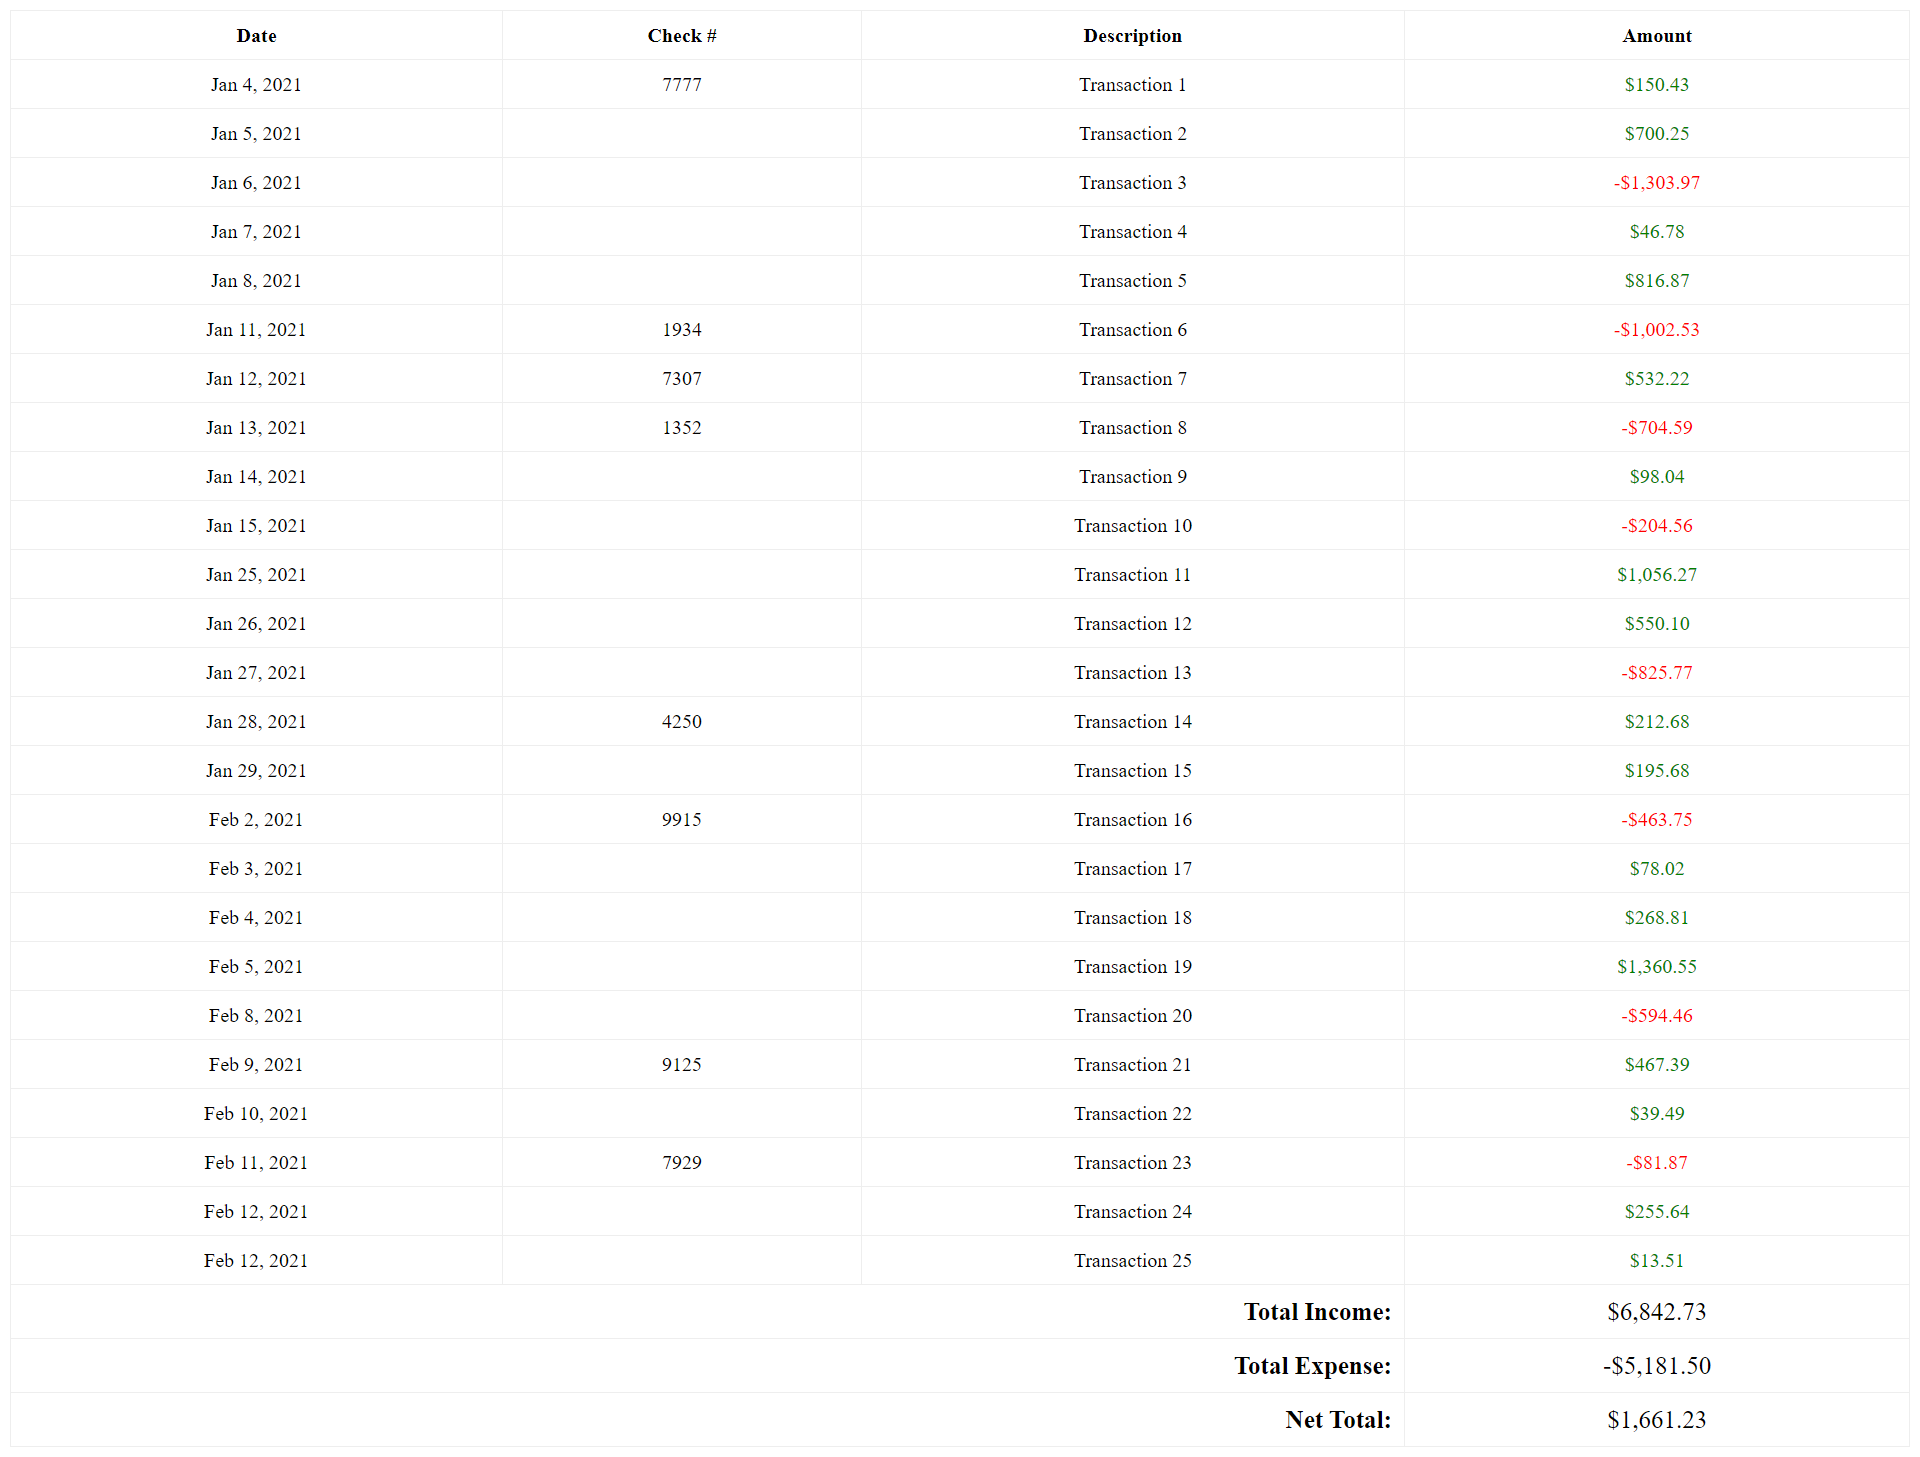 Date Check # Description Amount
Jan 4, 2021 7777 Transaction 1 $150.43
Jan 5, 2021 Transaction 2 $700.25
Jan 6, 2021 Transaction 3 -$1,303.97
Jan 7, 2021 Transaction 4 $46.78
Jan 8, 2021 Transaction 5 $816.87
Jan 11, 2021 1934 Transaction 6 -$1,002.53
Jan 12, 2021 7307 Transaction 7 $532.22
Jan 13, 2021 1352 Transaction 8 -$704.59
Jan 14, 2021 Transaction 9 $98.04
Jan 15, 2021 Transaction 10 -$204.56
Jan 25, 2021 Transaction 11 $1,056.27
Jan 26, 2021 Transaction 12 $550.10
Jan 27, 2021 Transaction 13 -$825.77
Jan 28, 2021 4250 Transaction 14 $212.68
Jan 29, 2021 Transaction 15 $195.68
Feb 2, 2021 9915 Transaction 16 -$463.75
Feb 3, 2021 Transaction 17 $78.02
Feb 4, 2021 Transaction 18 $268.81
Feb 5, 2021 Transaction 19 $1,360.55
Feb 8, 2021 Transaction 20 -$594.46
Feb 9, 2021 9125 Transaction 21 $467.39
Feb 10, 2021 Transaction 22 $39.49
Feb 11, 2021 7929 Transaction 23 -$81.87
Feb 12, 2021 Transaction 24 $255.64
Feb 12, 2021 Transaction 25 $13.51
Total Income: $6,842.73
Total Expense: -$5,181.50
Net Total: $1,661.23